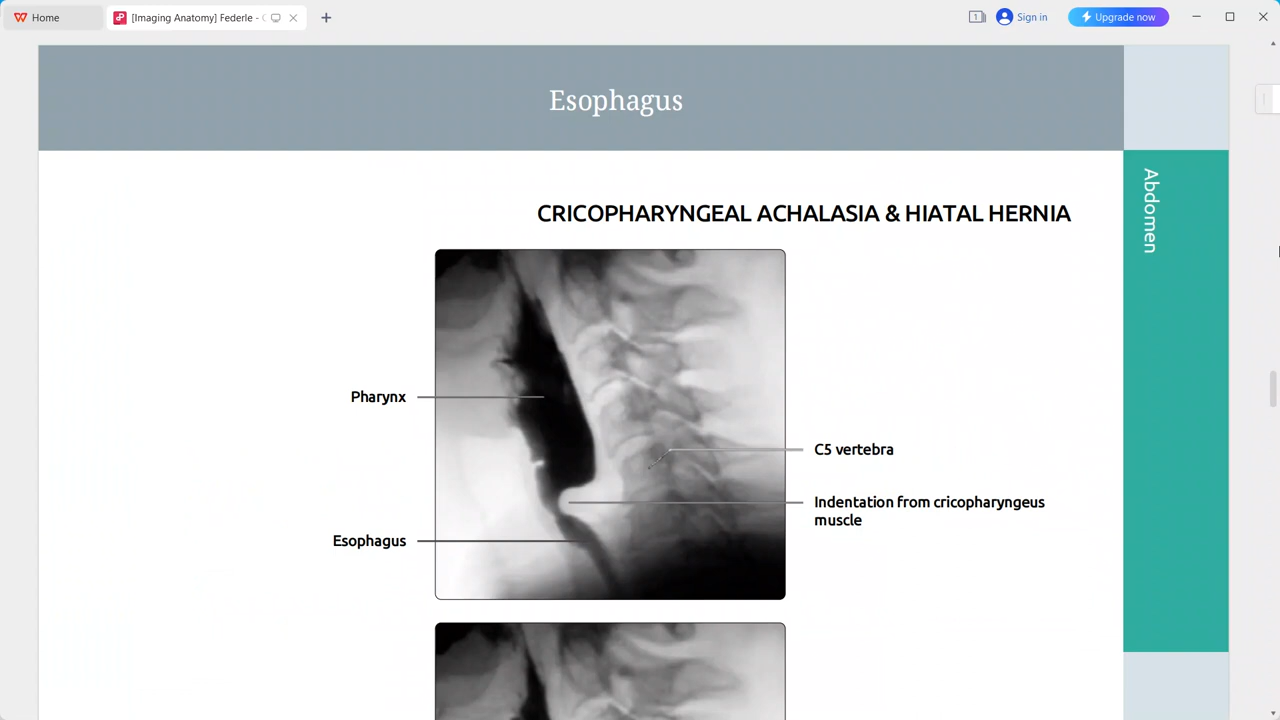 Home
[Imaging Anatomy] Federle -
1
Sign in
Upgrade now
Esophagus
Abdomen
CRICOPHARYNGEAL ACHALASIA & HIATAL HERNIA
Pharynx
C5 vertebra
Indentation from cricopharyngeus
muscle
Esophagus